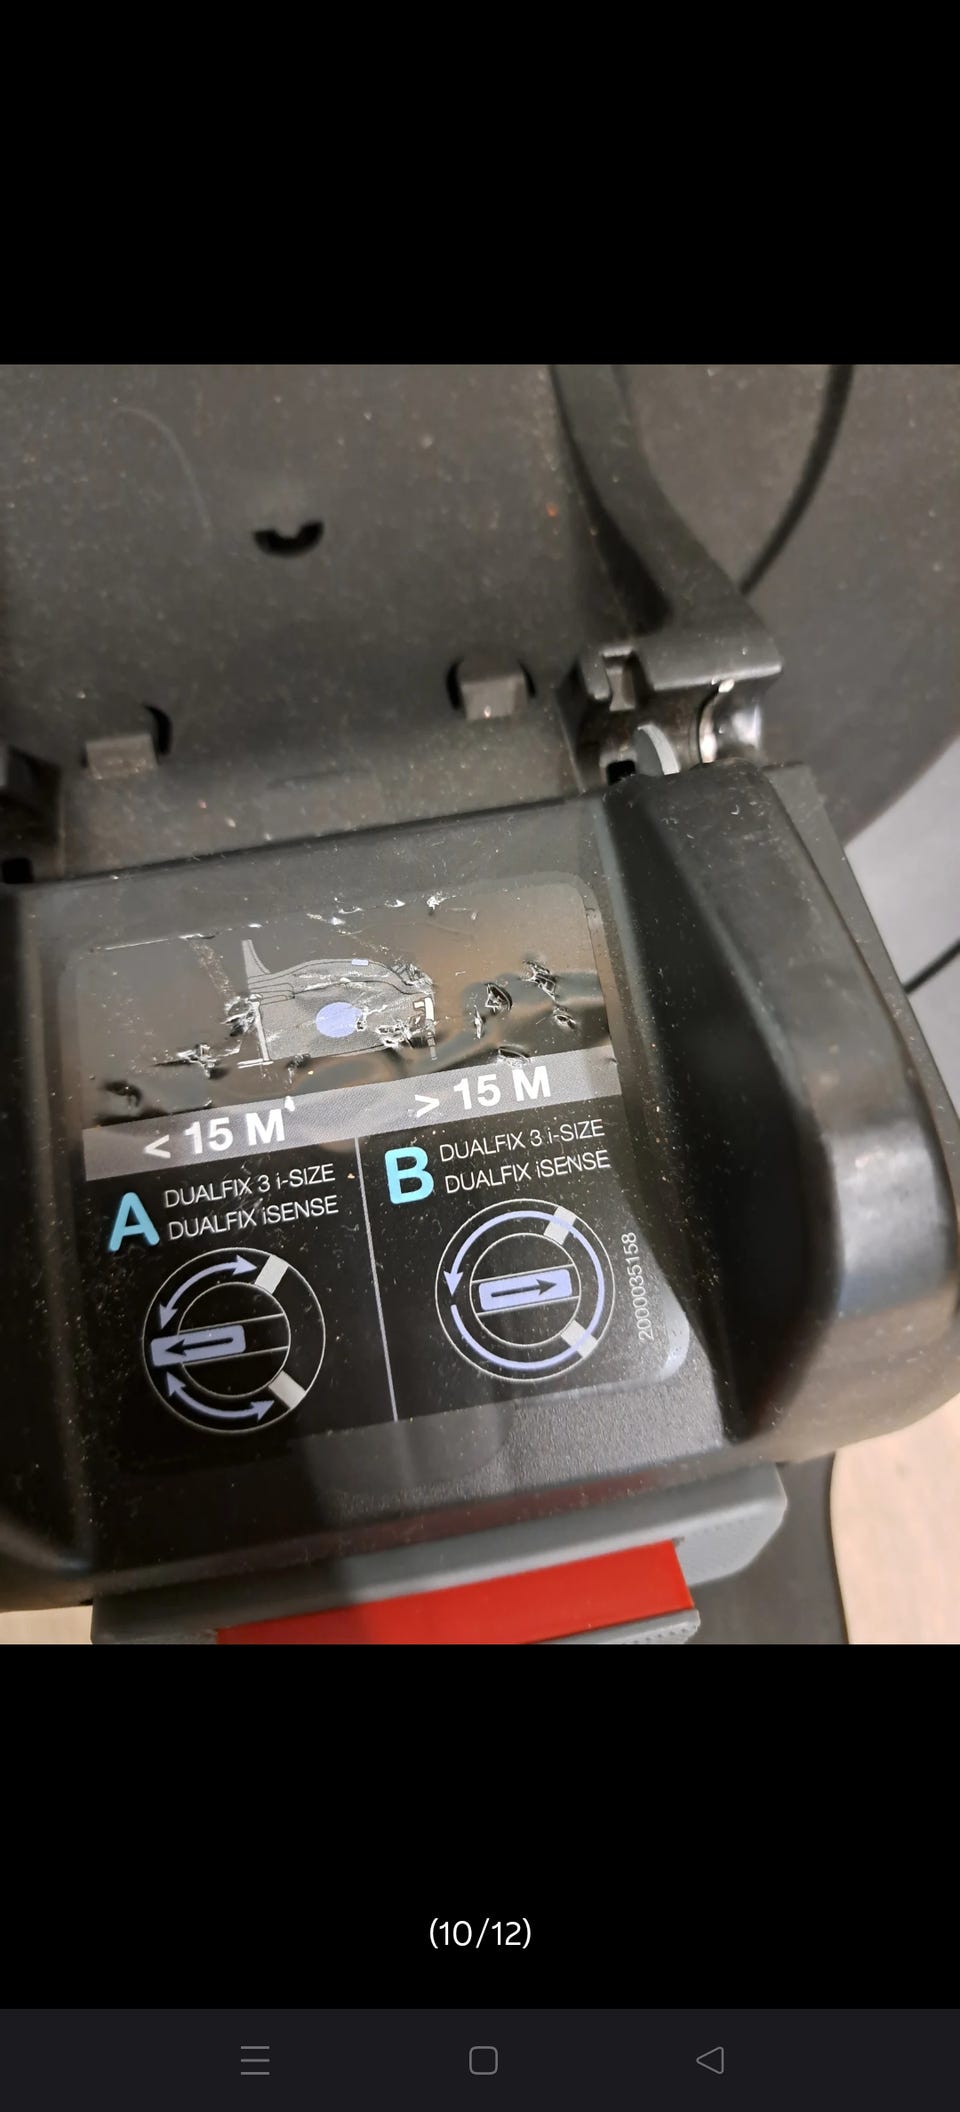 < 15 M
> 15 M
A
DUALFIX 3 i-SIZE
DUALFIX iSENSE
B
DUALFIX 3 i-SIZE
DUALFIX iSENSE
2000035158
(10/12)